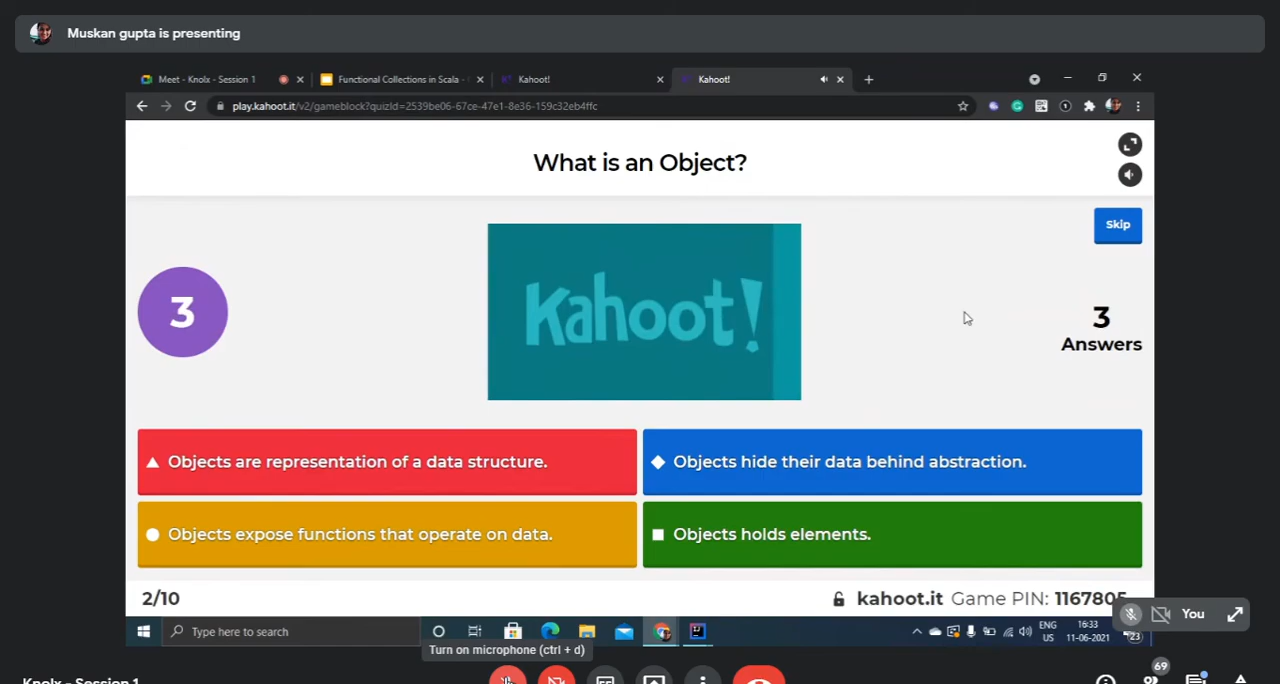 Muskan gupta is presenting
Meet - Knolx - Session 1
Functional Collections in Scala -
Kahoot!
Kahoot!
play.kahoot.it/v2/gameblock?quizId=2539be06-67ce-47e1-8e36-159c32eb4ffc
What is an Object?
Skip
3
Kahoot!
3
Answers
Objects are representation of a data structure.
Objects hide their data behind abstraction.
Objects expose functions that operate on data.
Objects holds elements.
2/10
kahoot.it Game PIN: 1167805
You
Type here to search
ENG
US
16:33
11-06-2021
23
Turn on microphone (ctrl + d)
69
Knolx - Session 1